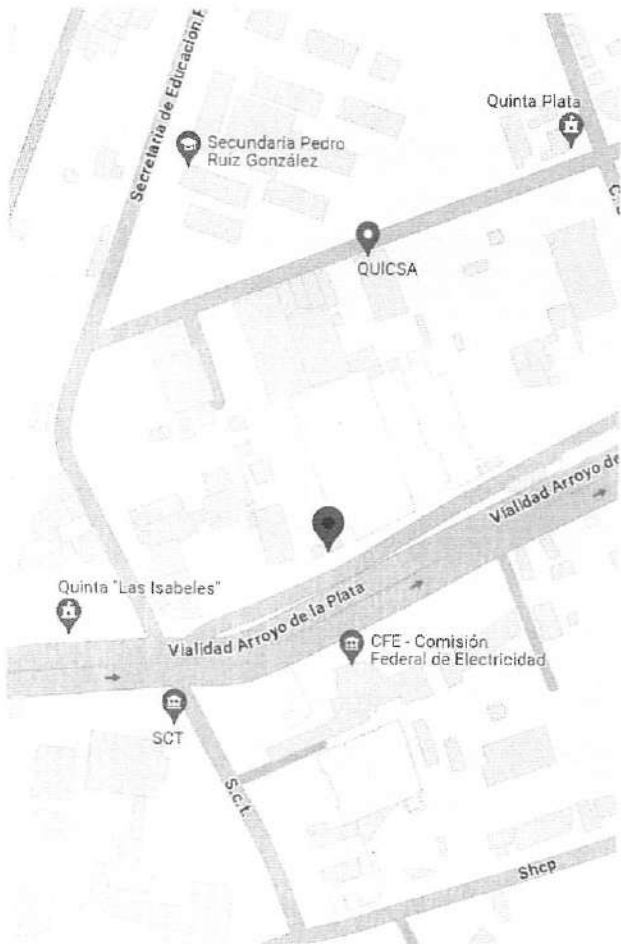 Secretaría de Educación P
Quinta Plata
Secundaria Pedro
Ruiz González
QUICSA
Vialidad Arroyo de
Quinta "Las Isabeles"
Vialidad Arroyo de la Plata
CFE - Comisión
Federal de Electricidad
SCT
S.c.t.
Shcp